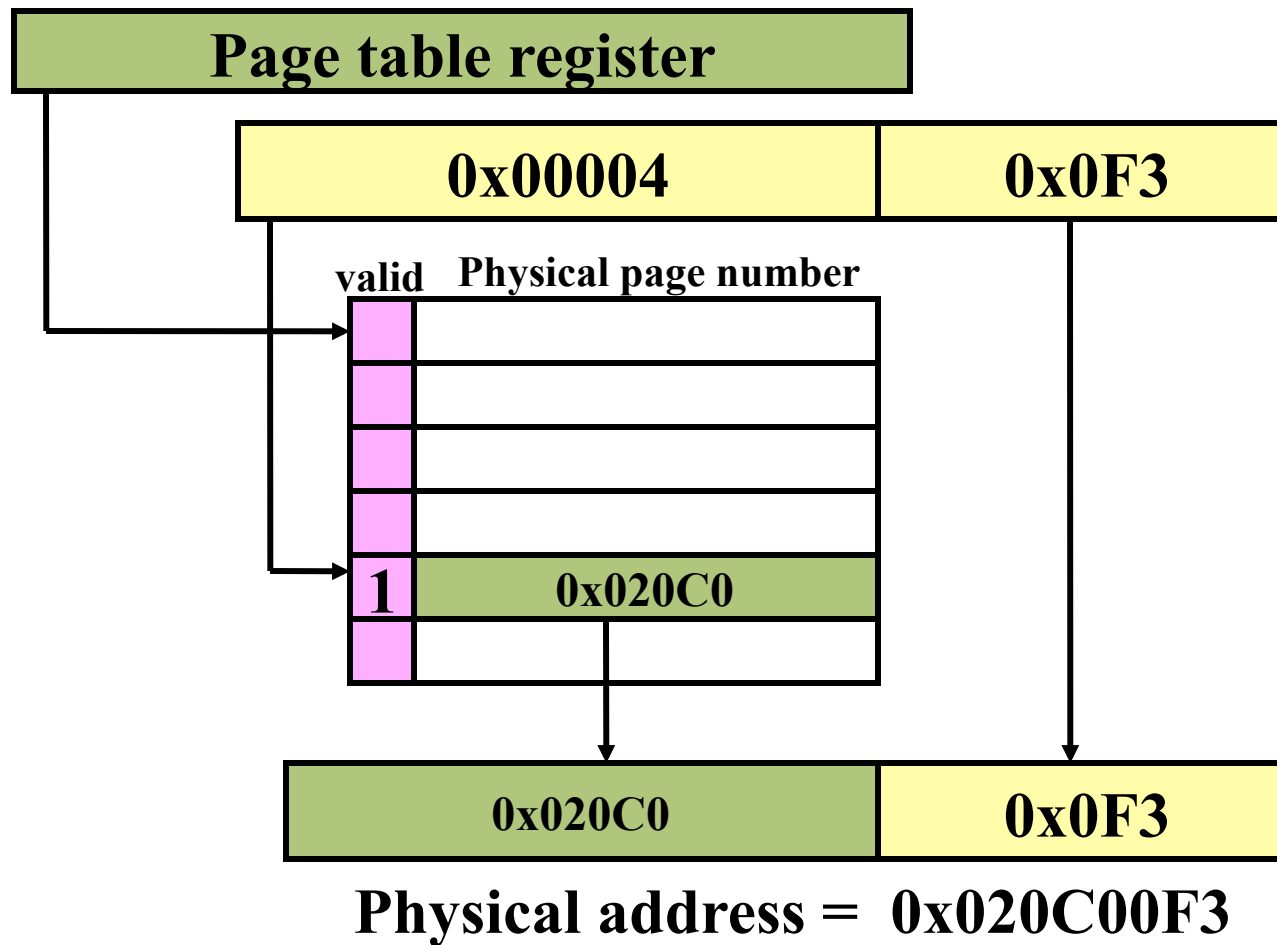 Page table register
0x00004 0x0F3
valid Physical page number
1 0x020C0
0x020C0 0x0F3
Physical address = 0x020C00F3